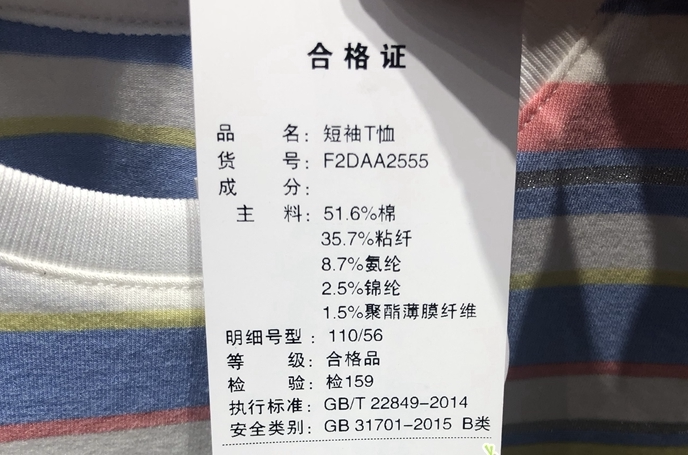 合格证
品 名：短袖T恤
货 号：F2DAA2555
成 分：
主 料：51.6%棉
35.7%粘纤
8.7%氨纶
2.5%锦纶
1.5%聚酯薄膜纤维
明细号型：110/56
等 级：合格品
检 验：检159
执行标准：GB/T 22849-2014
安全类别：GB 31701-2015 B类